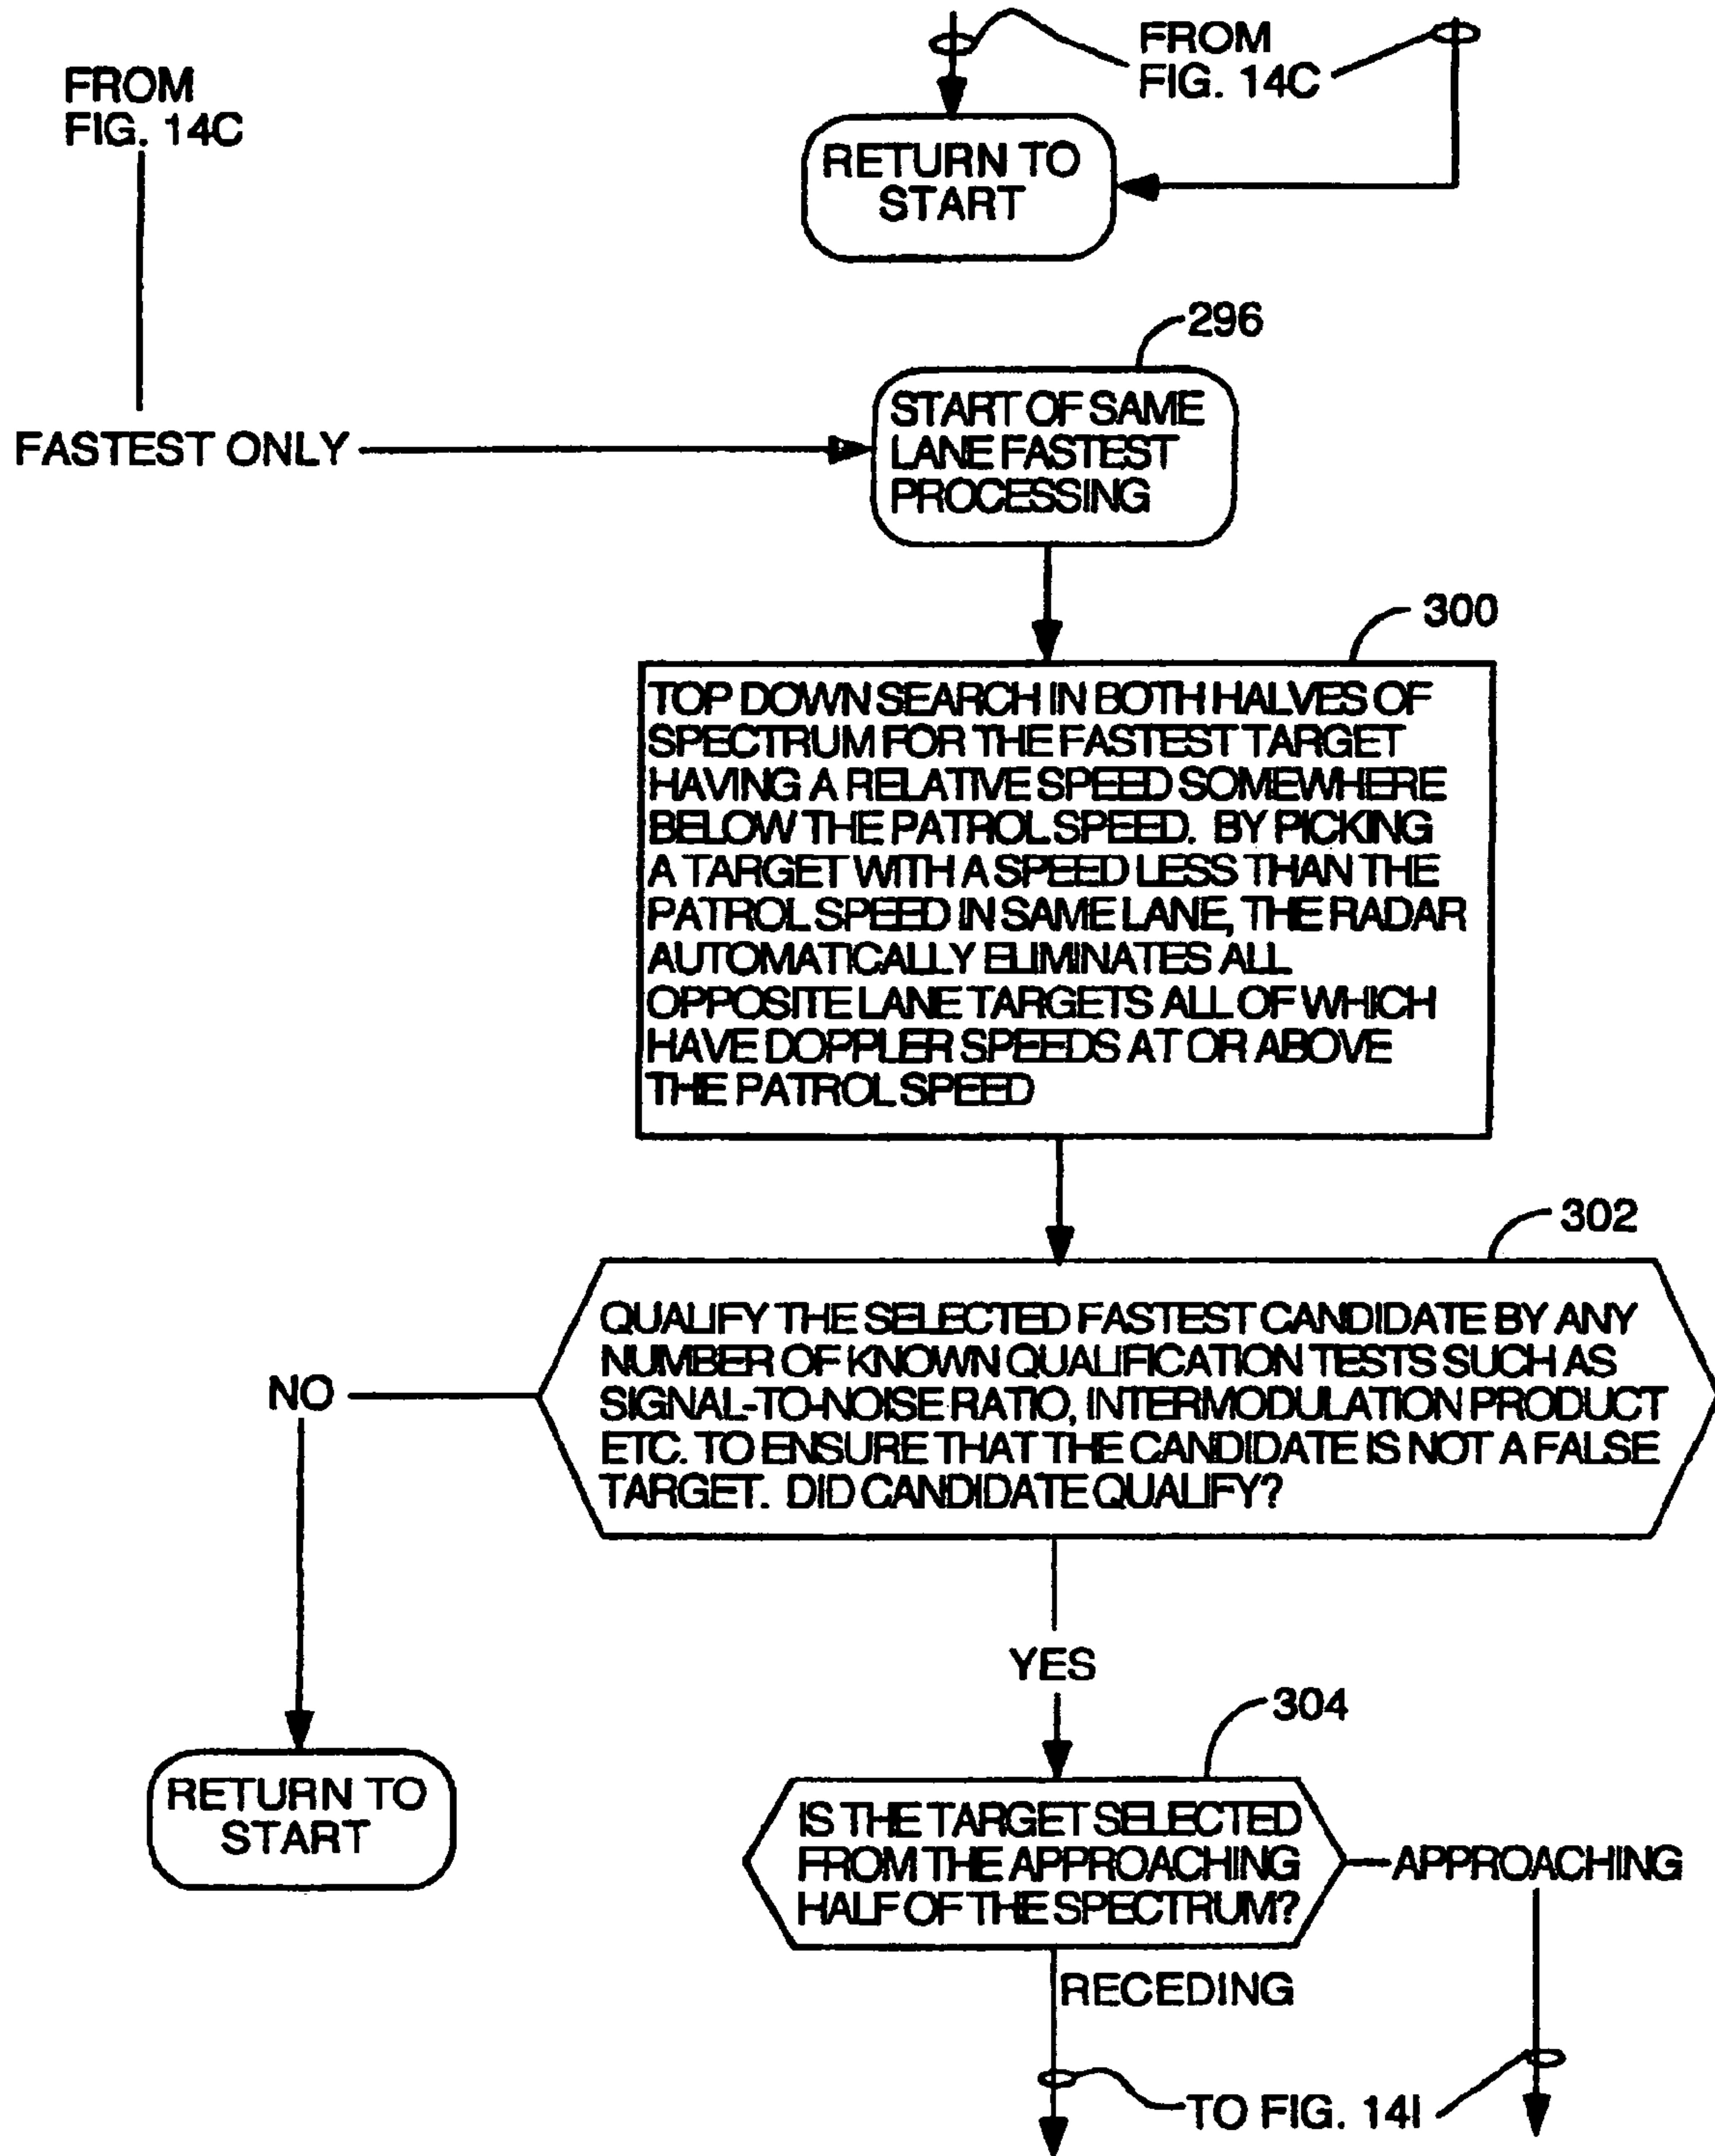 FROM
FIG. 14C
FROM
FIG. 14C
RETURN TO
START
296
FASTEST ONLY
START OF SAME
LANE FASTEST
PROCESSING
300
TOP DOWN SEARCH IN BOTH HALVES OF
SPECTRUM FOR THE FASTEST TARGET
HAVING A RELATIVE SPEED SOMEWHERE
BELOW THE PATROL SPEED. BY PICKING
A TARGET WITH A SPEED LESS THAN THE
PATROL SPEED IN SAME LANE, THE RADAR
AUTOMATICALLY ELIMINATES ALL
OPPOSITE LANE TARGETS ALL OF WHICH
HAVE DOPPLER SPEEDS AT OR ABOVE
THE PATROL SPEED
302
QUALIFY THE SELECTED FASTEST CANDIDATE BY ANY
NUMBER OF KNOWN QUALIFICATION TESTS SUCH AS
SIGNAL-TO-NOISE RATIO, INTERMODULATION PRODUCT
ETC. TO ENSURE THAT THE CANDIDATE IS NOT A FALSE
TARGET. DID CANDIDATE QUALIFY?
NO
YES
RETURN TO
START
304
IS THE TARGET SELECTED
FROM THE APPROACHING
HALF OF THE SPECTRUM?
APPROACHING
RECEDING
TO FIG. 14I